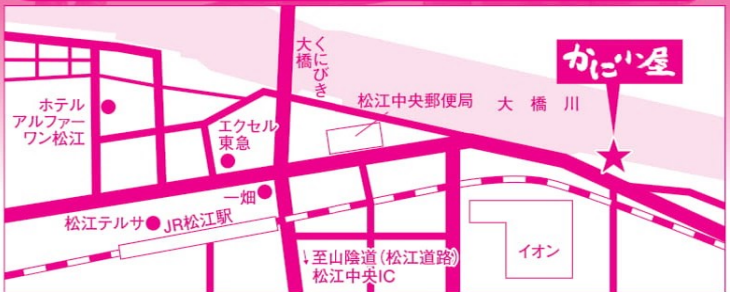 くにびき
大橋
かに小屋
松江中央郵便局
大橋川
ホテル
アルファー
ワン松江
エクセル
東急
一畑
松江テルサ
JR松江駅
イオン
↓至山陰道(松江道路)
松江中央IC